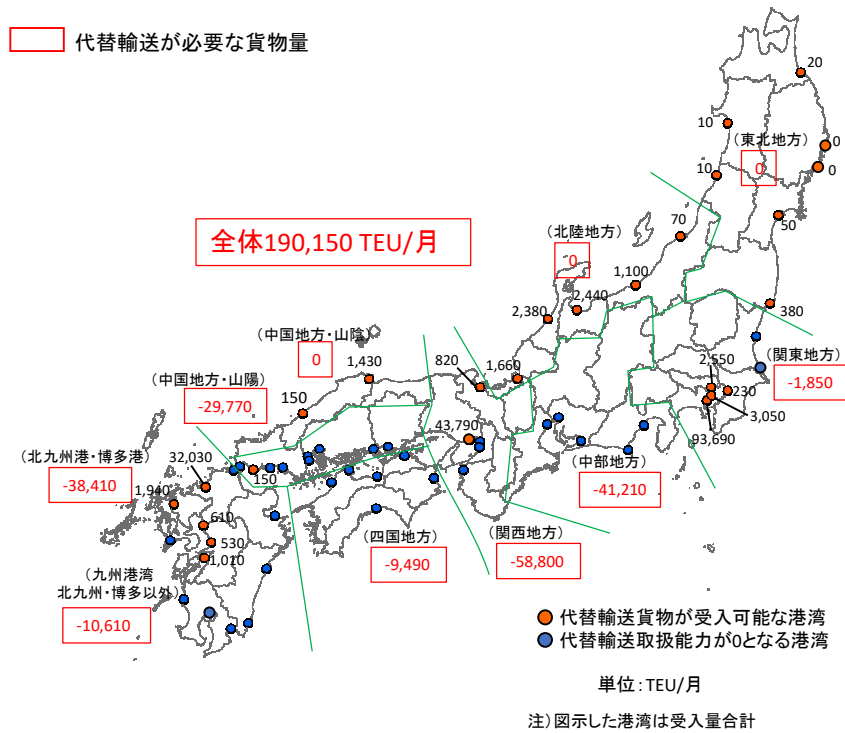 代替輸送が必要な貨物量
20
10
(東北地方)
0
0
0
10
50
全体190,150 TEU/月
(北陸地方)
0
70
1,100
2,440
2,380
380
(中国地方・山陰)
0
1,430
820
1,660
(関東地方)
-1,850
2,550
230
3,050
93,690
(中国地方・山陽)
-29,770
150
43,790
(中部地方)
-41,210
(北九州港・博多港)
-38,410
32,030
150
1,940
610
530
1,010
(四国地方)
-9,490
(関西地方)
-58,800
(九州港湾
北九州・博多以外)
-10,610
代替輸送貨物が受入可能な港湾
代替輸送取扱能力が0となる港湾
単位:TEU/月
注)図示した港湾は受入量合計